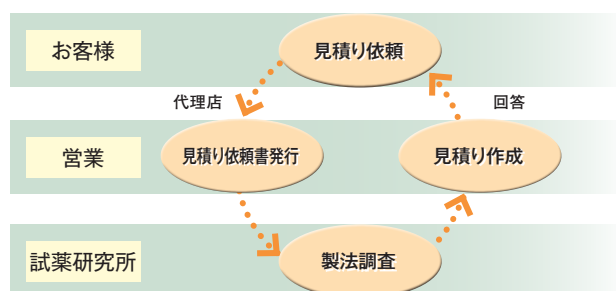 お客様
見積り依頼
代理店
回答
営業
見積り依頼書発行
見積り作成
試薬研究所
製法調査